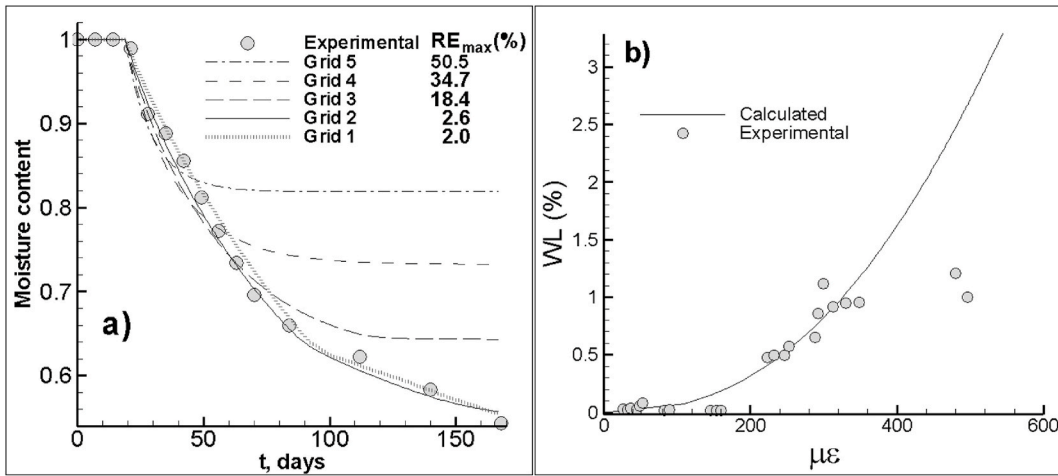 1
0.9
0.8
0.7
0.6
0
50
100
150
Moisture content
t, days
a)
Experimental REmax(%)
Grid 5 50.5
Grid 4 34.7
Grid 3 18.4
Grid 2 2.6
Grid 1 2.0
b)
3
2.5
2
1.5
1
0.5
0
0
200
400
600
WL (%)
με
Calculated
Experimental